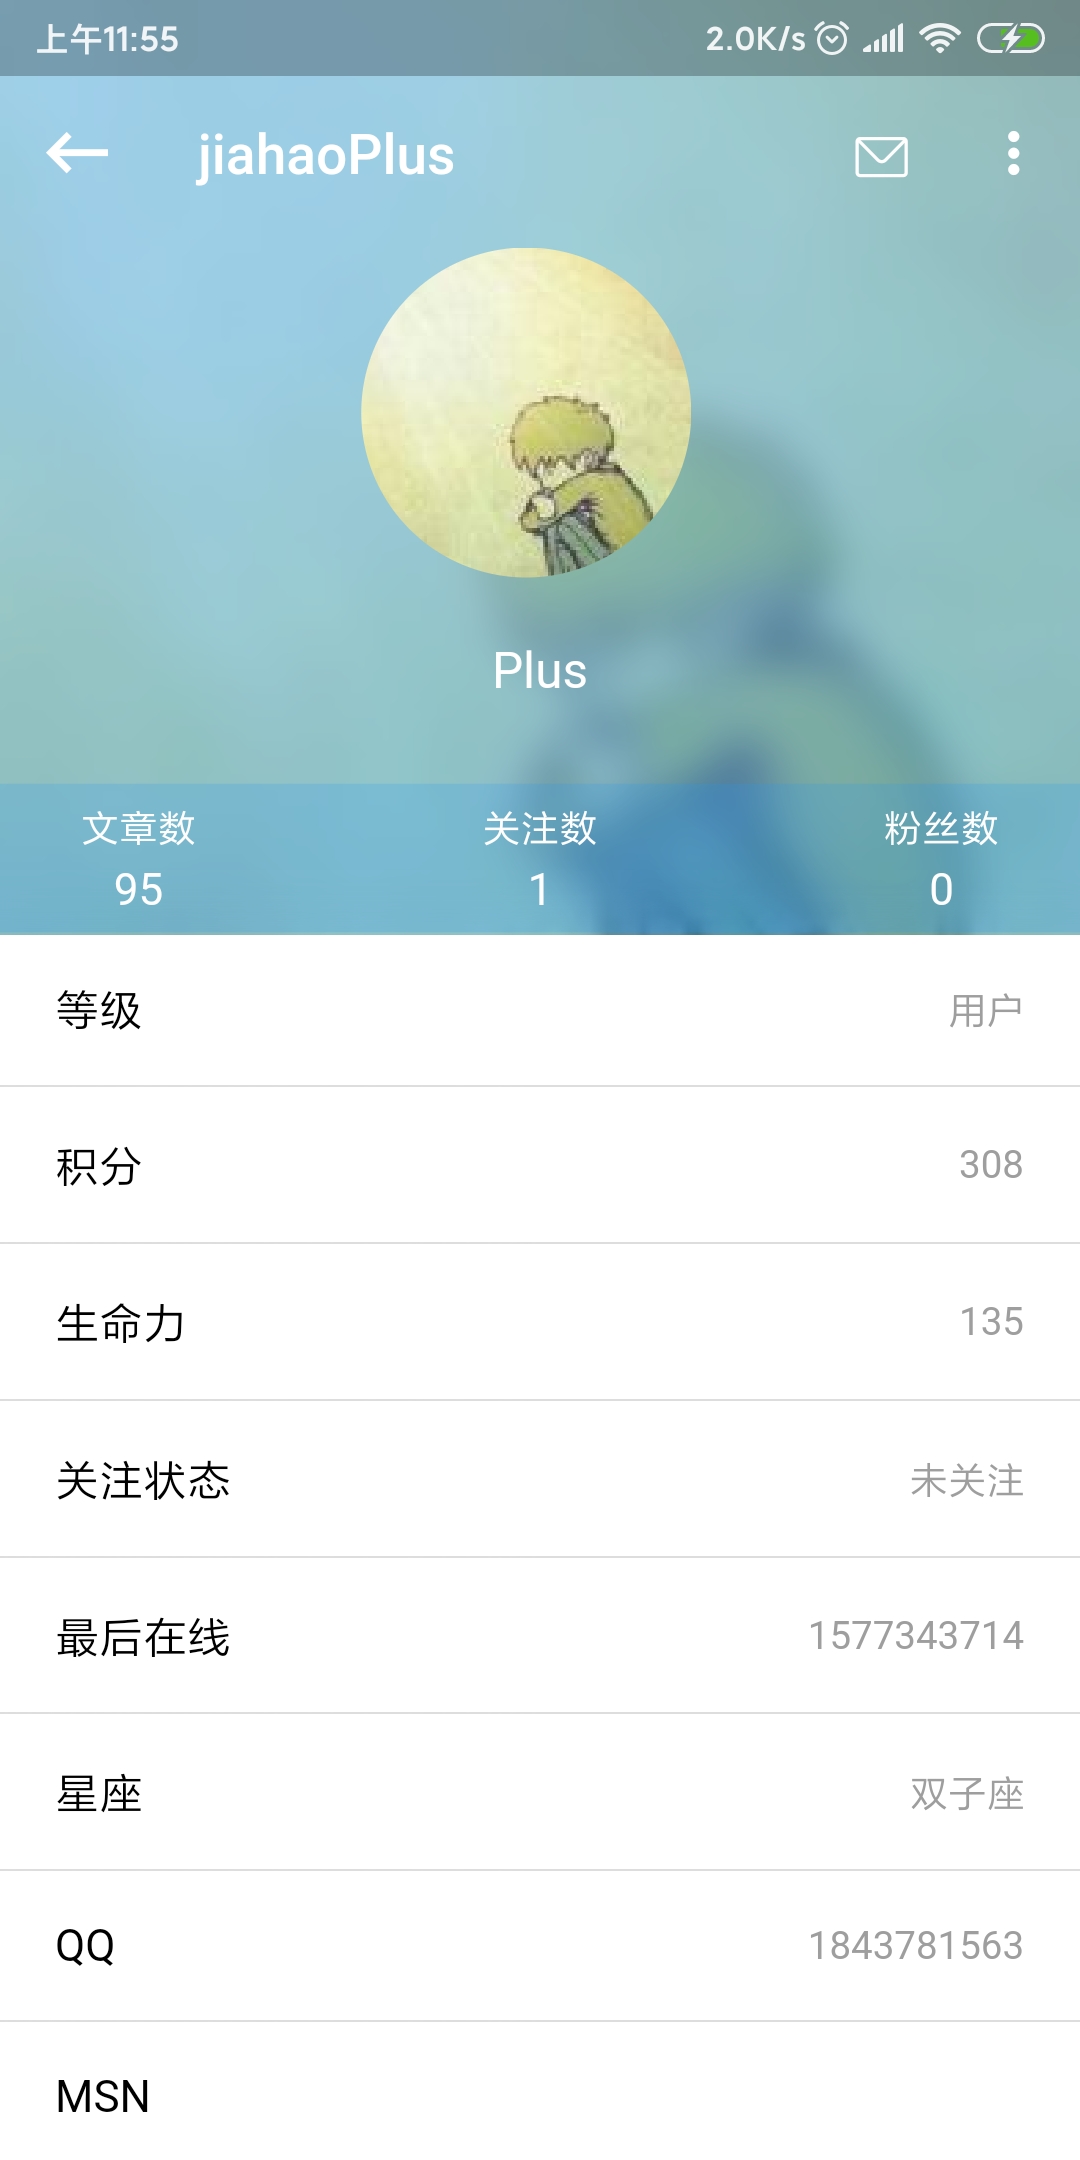 上午11:55 2.0K/s
jiahaoPlus
Plus
文章数 关注数 粉丝数
95 1 0
等级 用户
积分 308
生命力 135
关注状态 未关注
最后在线 1577343714
星座 双子座
QQ 1843781563
MSN